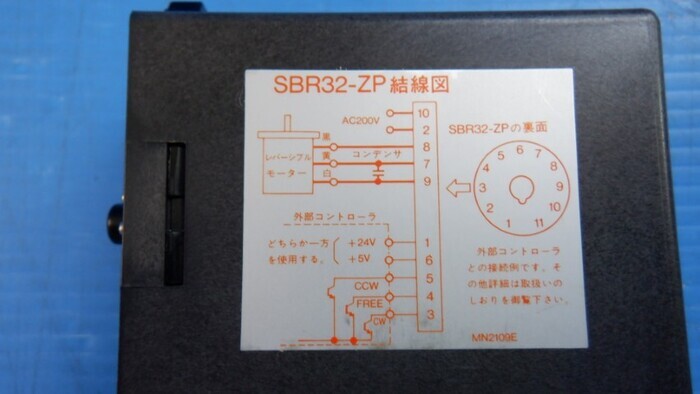 SBR32-ZP 結線図
AC200V
10
2
黒
8
黄
コンデンサ
7
白
9
レバーシブル
モーター
SBR32-ZPの裏面
6
5
7
4
8
3
9
2
10
1
11
外部コントローラ
どちらか一方
を使用する。
+24V
1
+5V
6
5
CCW
4
FREE
3
CW
外部コントローラ
との接続例です。そ
の他詳細は取扱いの
しおりを御覧下さい。
MN2109E